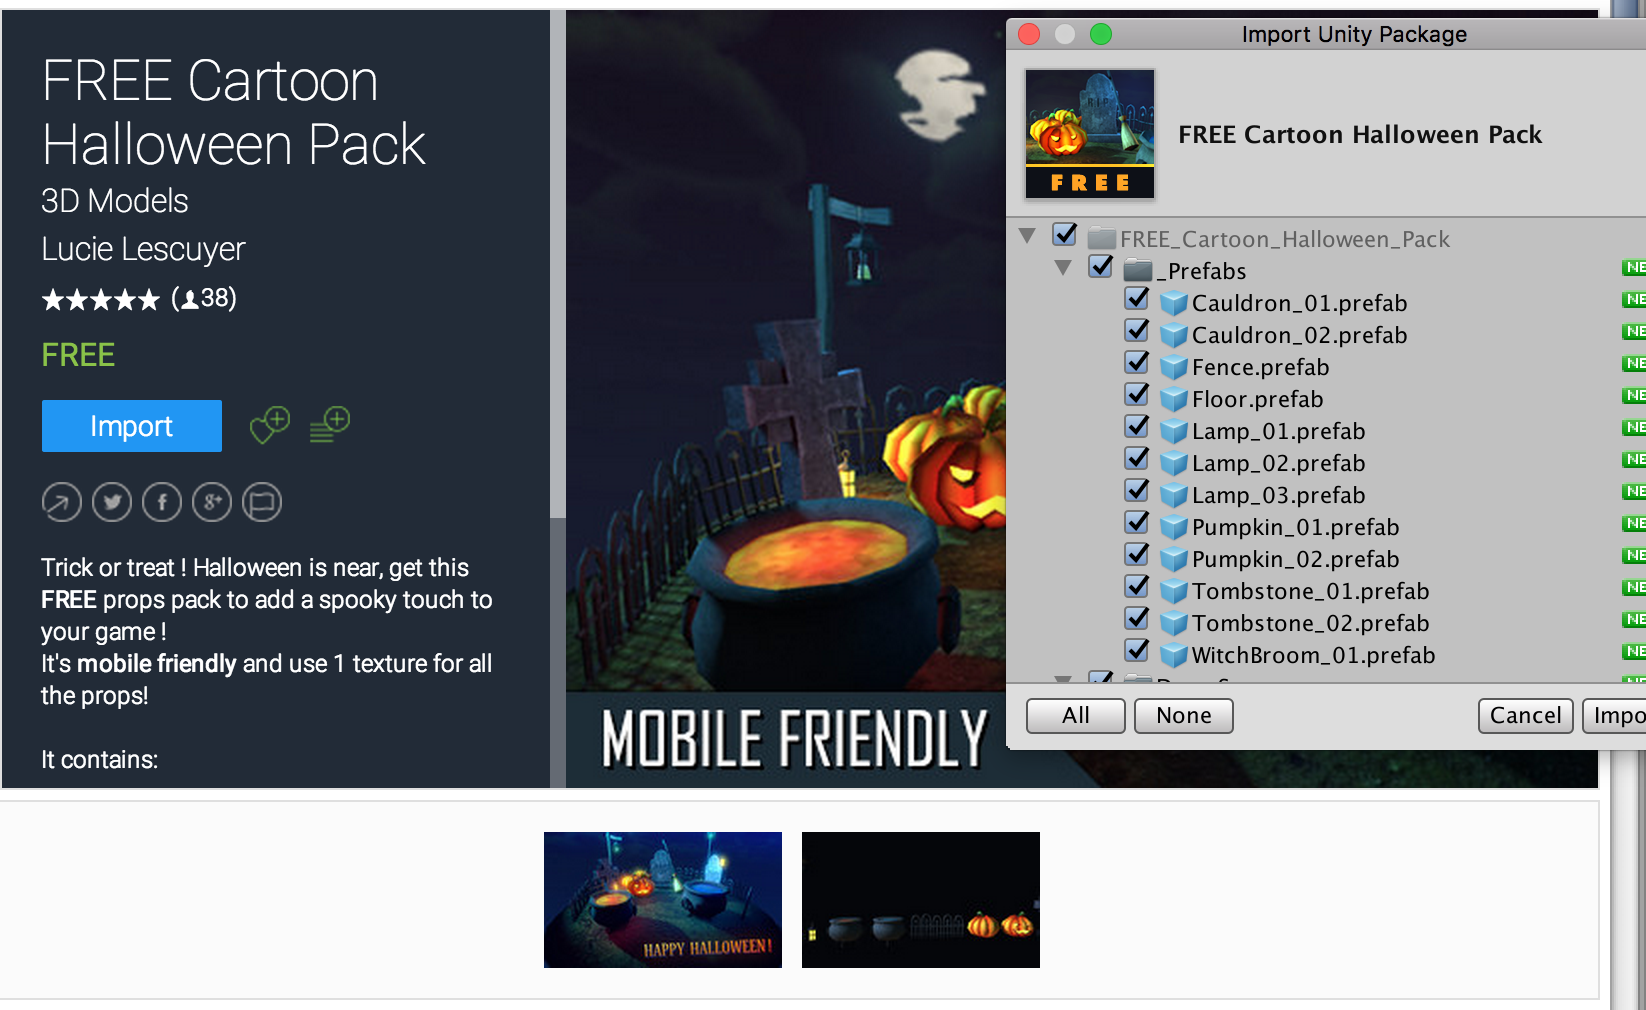 FREE Cartoon
Halloween Pack
3D Models
Lucie Lescuyer
(38)
FREE
Import
g+
Trick or treat ! Halloween is near, get this
FREE props pack to add a spooky touch to
your game !
It's mobile friendly and use 1 texture for all
the props!
It contains:
MOBILE FRIENDLY
Import Unity Package
RIP
FREE
FREE Cartoon Halloween Pack
FREE_Cartoon_Halloween_Pack
_Prefabs
Cauldron_01.prefab
Cauldron_02.prefab
Fence.prefab
Floor.prefab
Lamp_01.prefab
Lamp_02.prefab
Lamp_03.prefab
Pumpkin_01.prefab
Pumpkin_02.prefab
Tombstone_01.prefab
Tombstone_02.prefab
WitchBroom_01.prefab
All
None
Cancel
Impo
HAPPY HALLOWEEN!